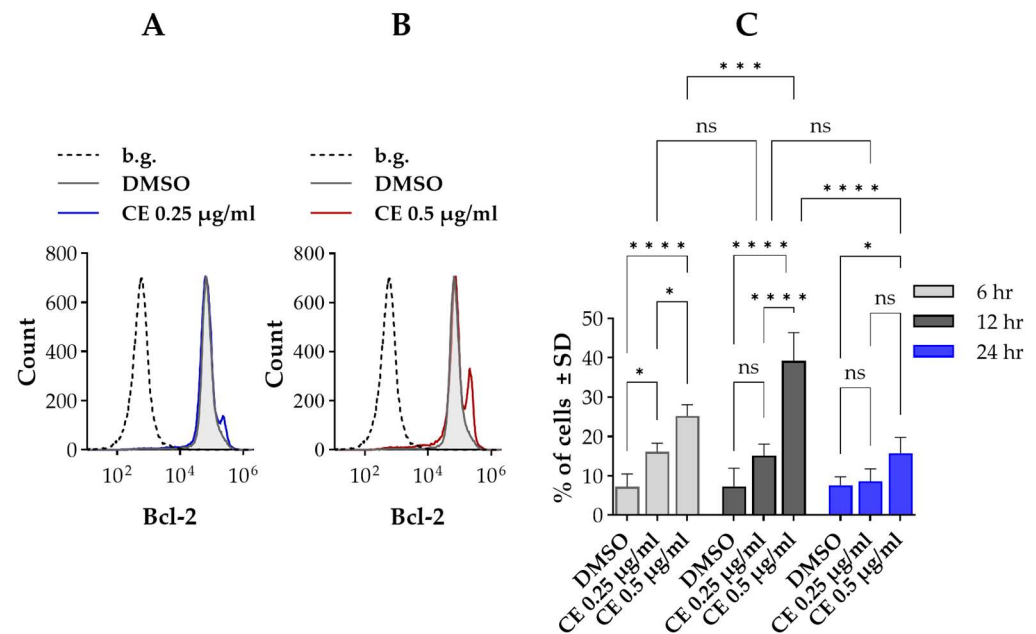 A
B
C
b.g.
DMSO
CE 0.25 µg/ml
b.g.
DMSO
CE 0.5 µg/ml
Count
800
600
400
200
0
10²
10⁴
10⁶
Bcl-2
Count
800
600
400
200
0
10²
10⁴
10⁶
Bcl-2
* * *
ns
ns
* * * *
* * * *
*
*
* * * *
* * * *
ns
*
ns
ns
% of cells ± SD
50
40
30
20
10
0
DMSO
CE 0.25 µg/ml
CE 0.5 µg/ml
DMSO
CE 0.25 µg/ml
CE 0.5 µg/ml
DMSO
CE 0.25 µg/ml
CE 0.5 µg/ml
6 hr
12 hr
24 hr